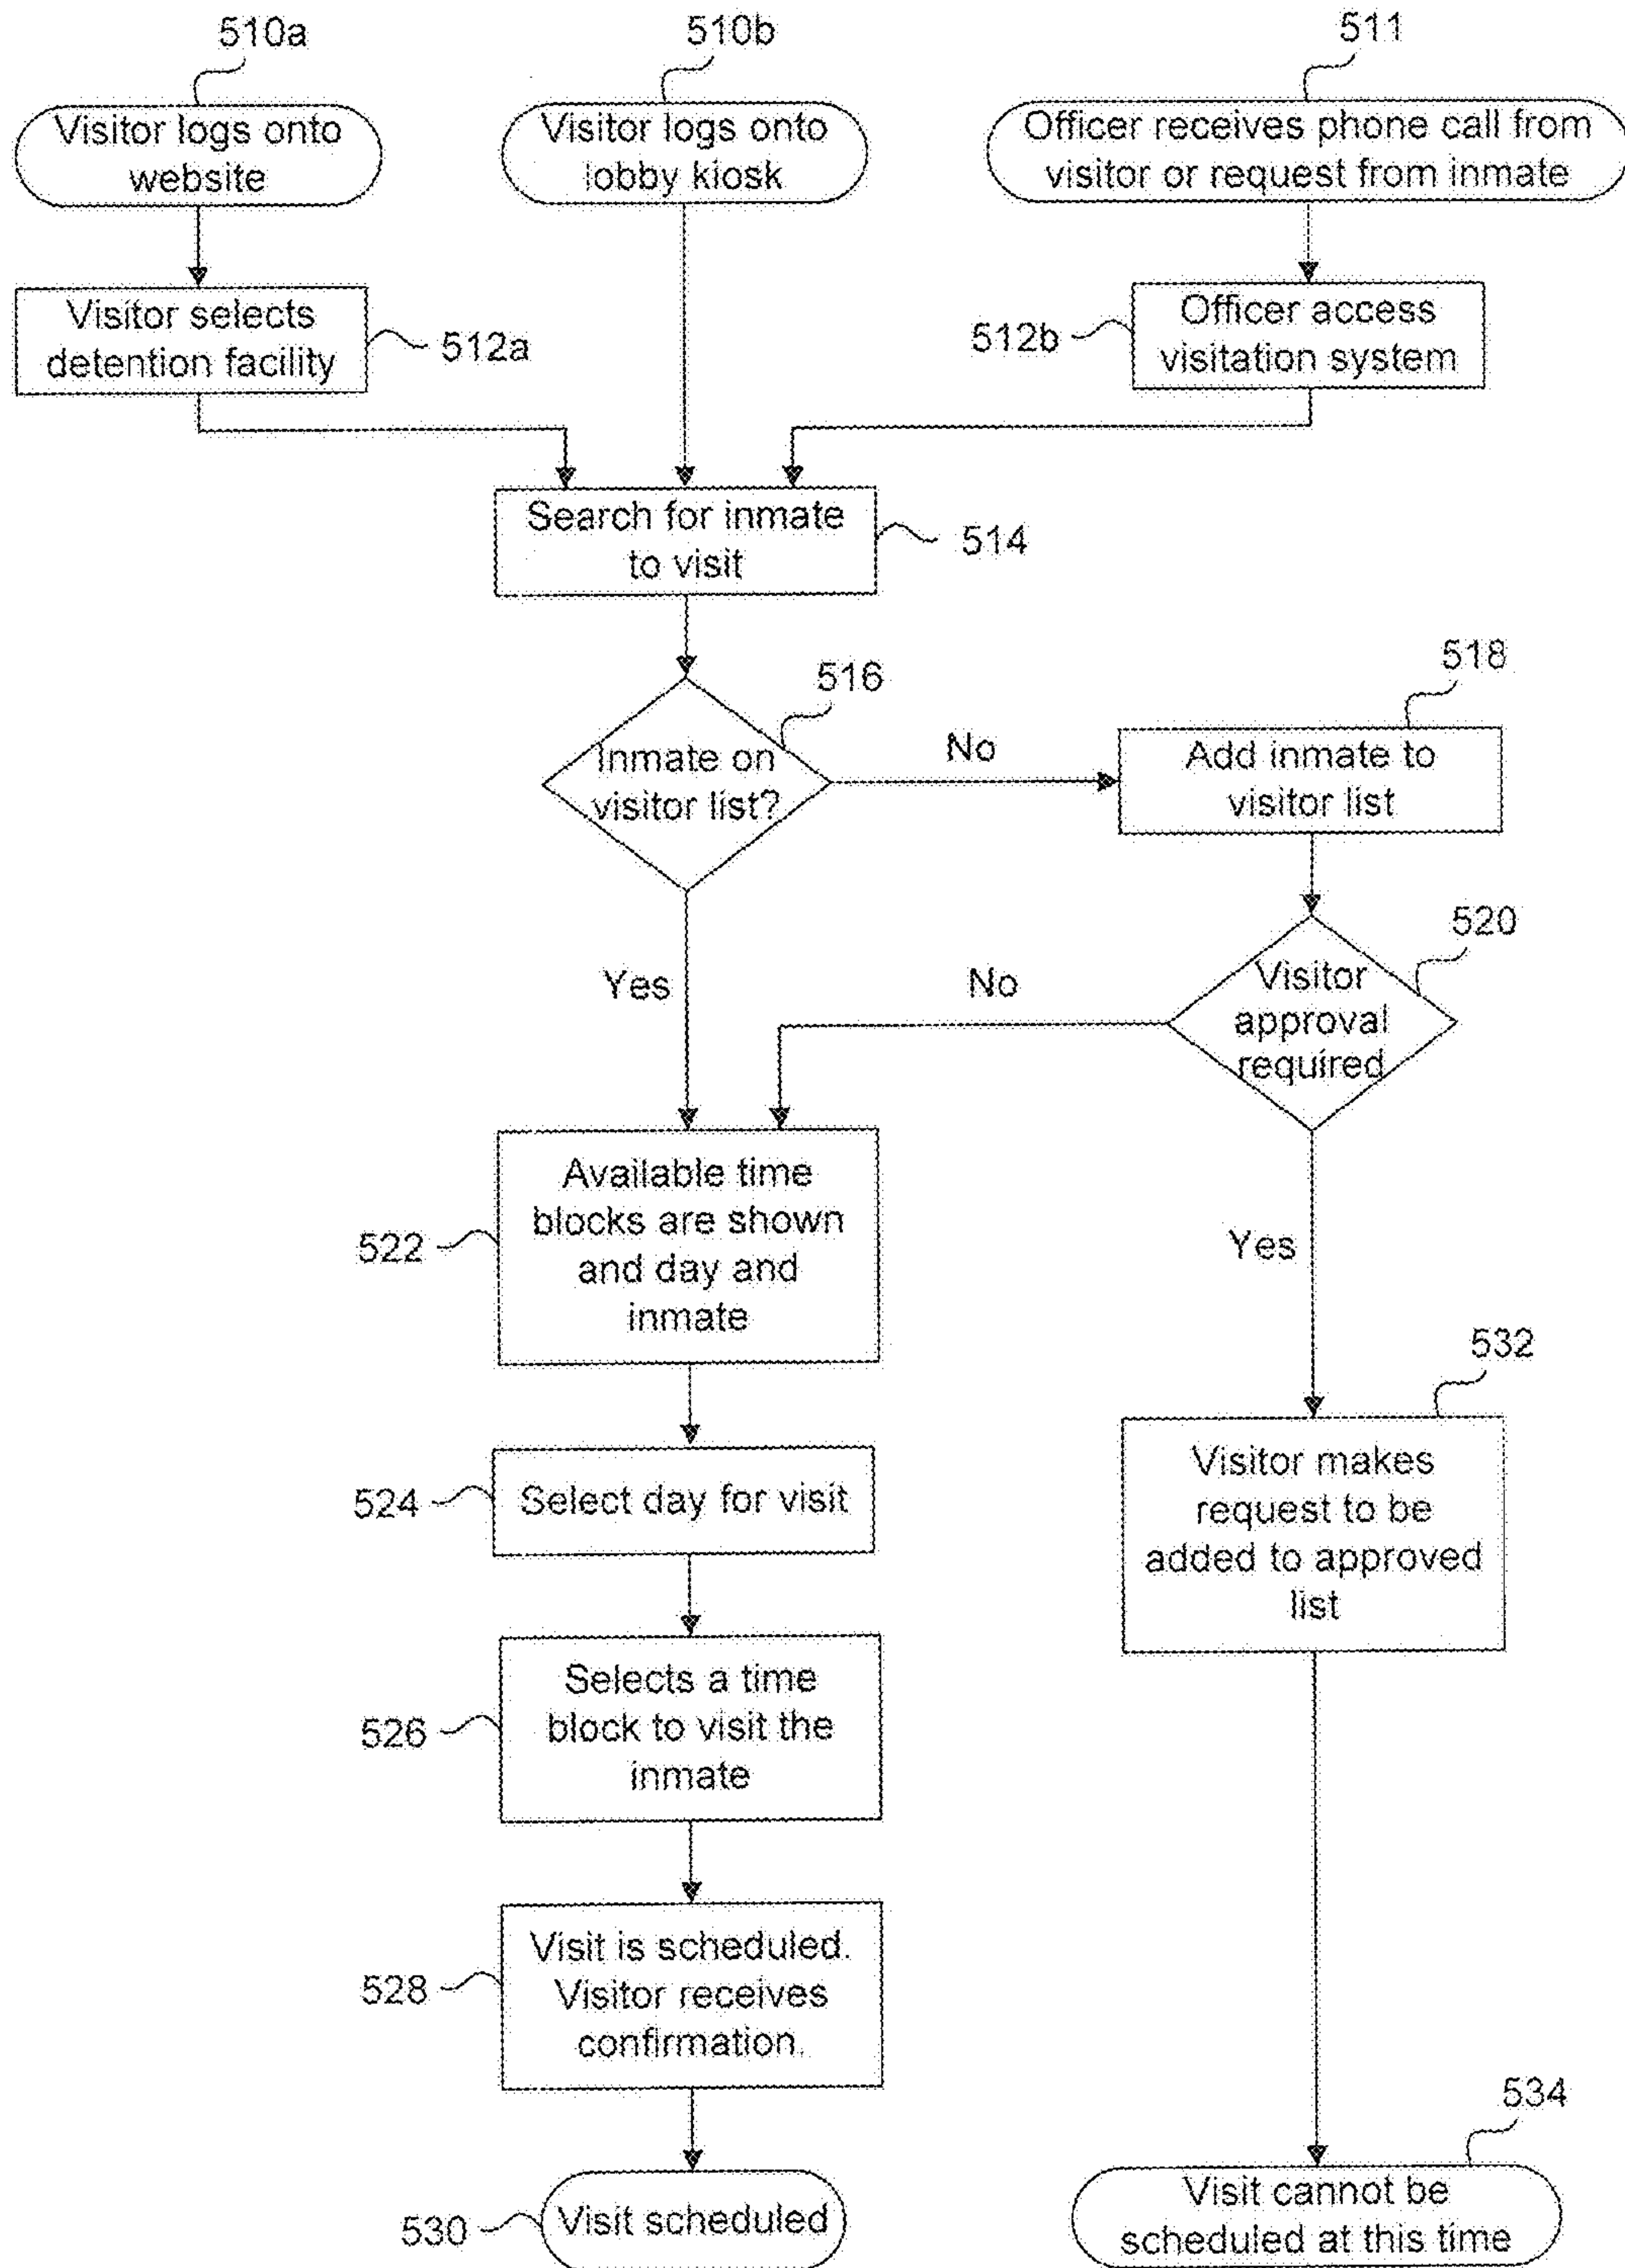 510a
510b
511
Visitor logs onto
website
Visitor logs onto
lobby kiosk
Officer receives phone call from
visitor or request from inmate
Visitor selects
detention facility
512a
512b
Officer access
visitation system
Search for inmate
to visit
514
516
518
Inmate on
visitor list?
No
Add inmate to
visitor list
520
Yes
No
Visitor
approval
required
Available time
blocks are shown
and day and
inmate
522
Yes
532
524
Select day for visit
Visitor makes
request to be
added to approved
list
526
Selects a time
block to visit the
inmate
528
Visit is scheduled.
Visitor receives
confirmation.
534
530
Visit scheduled
Visit cannot be
scheduled at this time